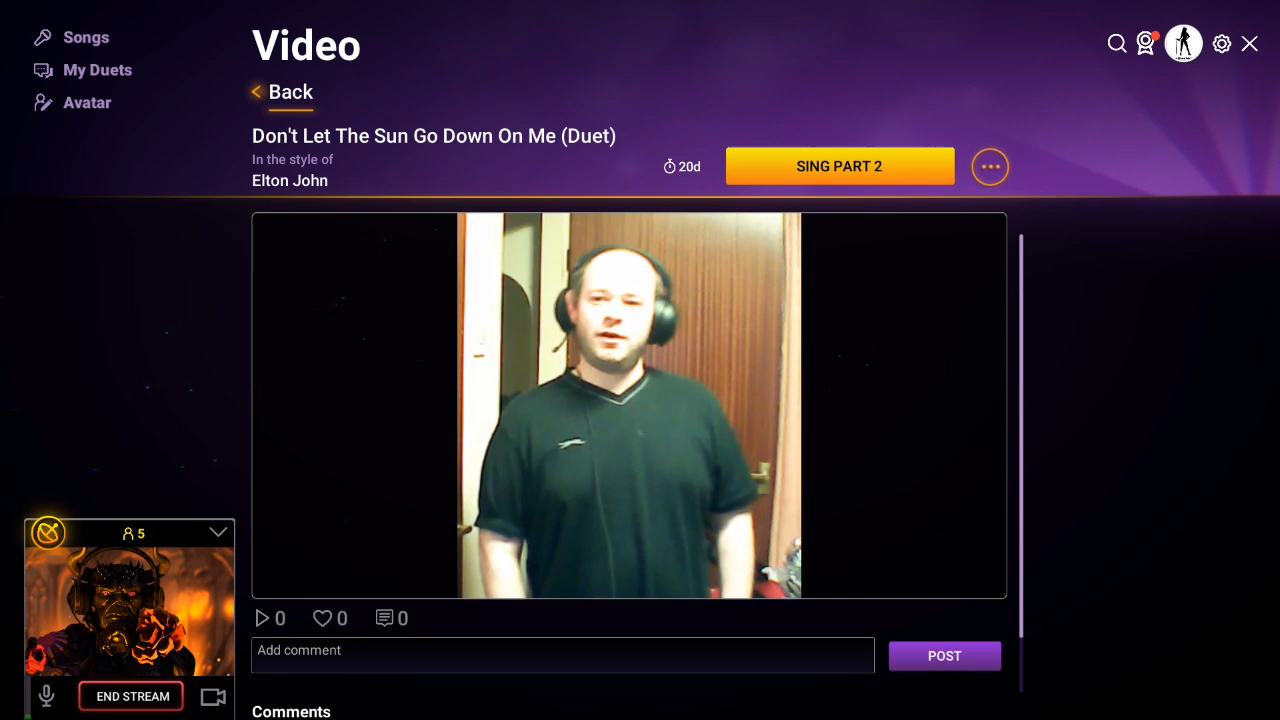 Songs
My Duets
Avatar
Video
Back
Don't Let The Sun Go Down On Me (Duet)
In the style of
Elton John
20d
SING PART 2
5
END STREAM
0
0
0
Add comment
POST
Comments